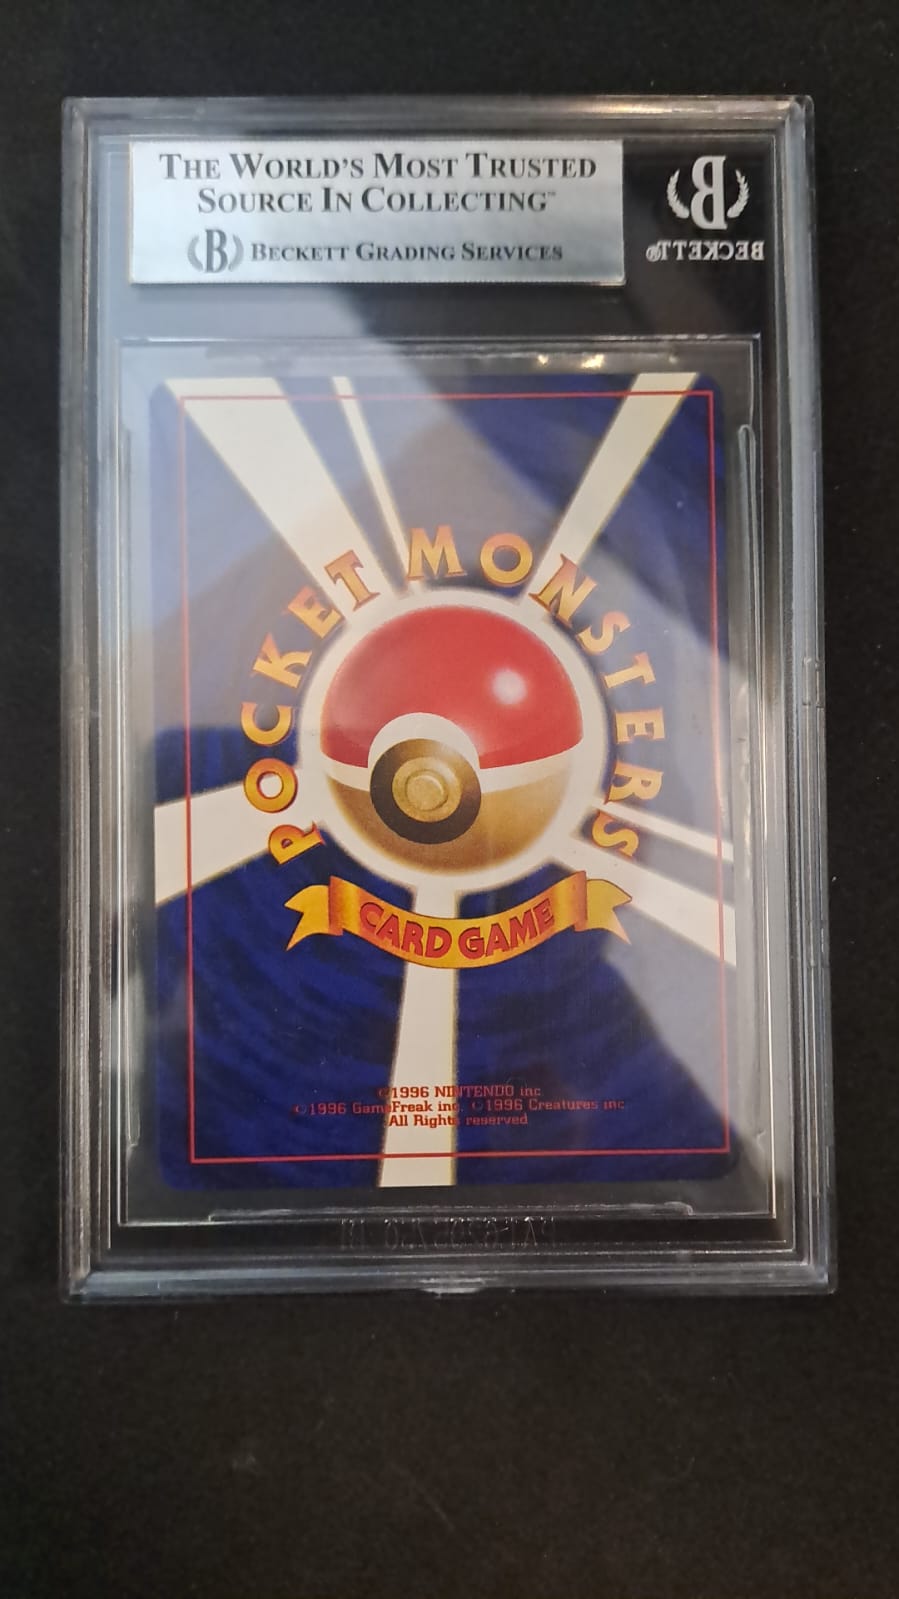 THE WORLD'S MOST TRUSTED
SOURCE IN COLLECTING™
B BECKETT GRADING SERVICES
B
BECKETT®
POCKET MONSTERS
CARD GAME
©1996 NINTENDO inc.
©1996 GameFreak inc. ©1996 Creatures inc.
All Rights reserved